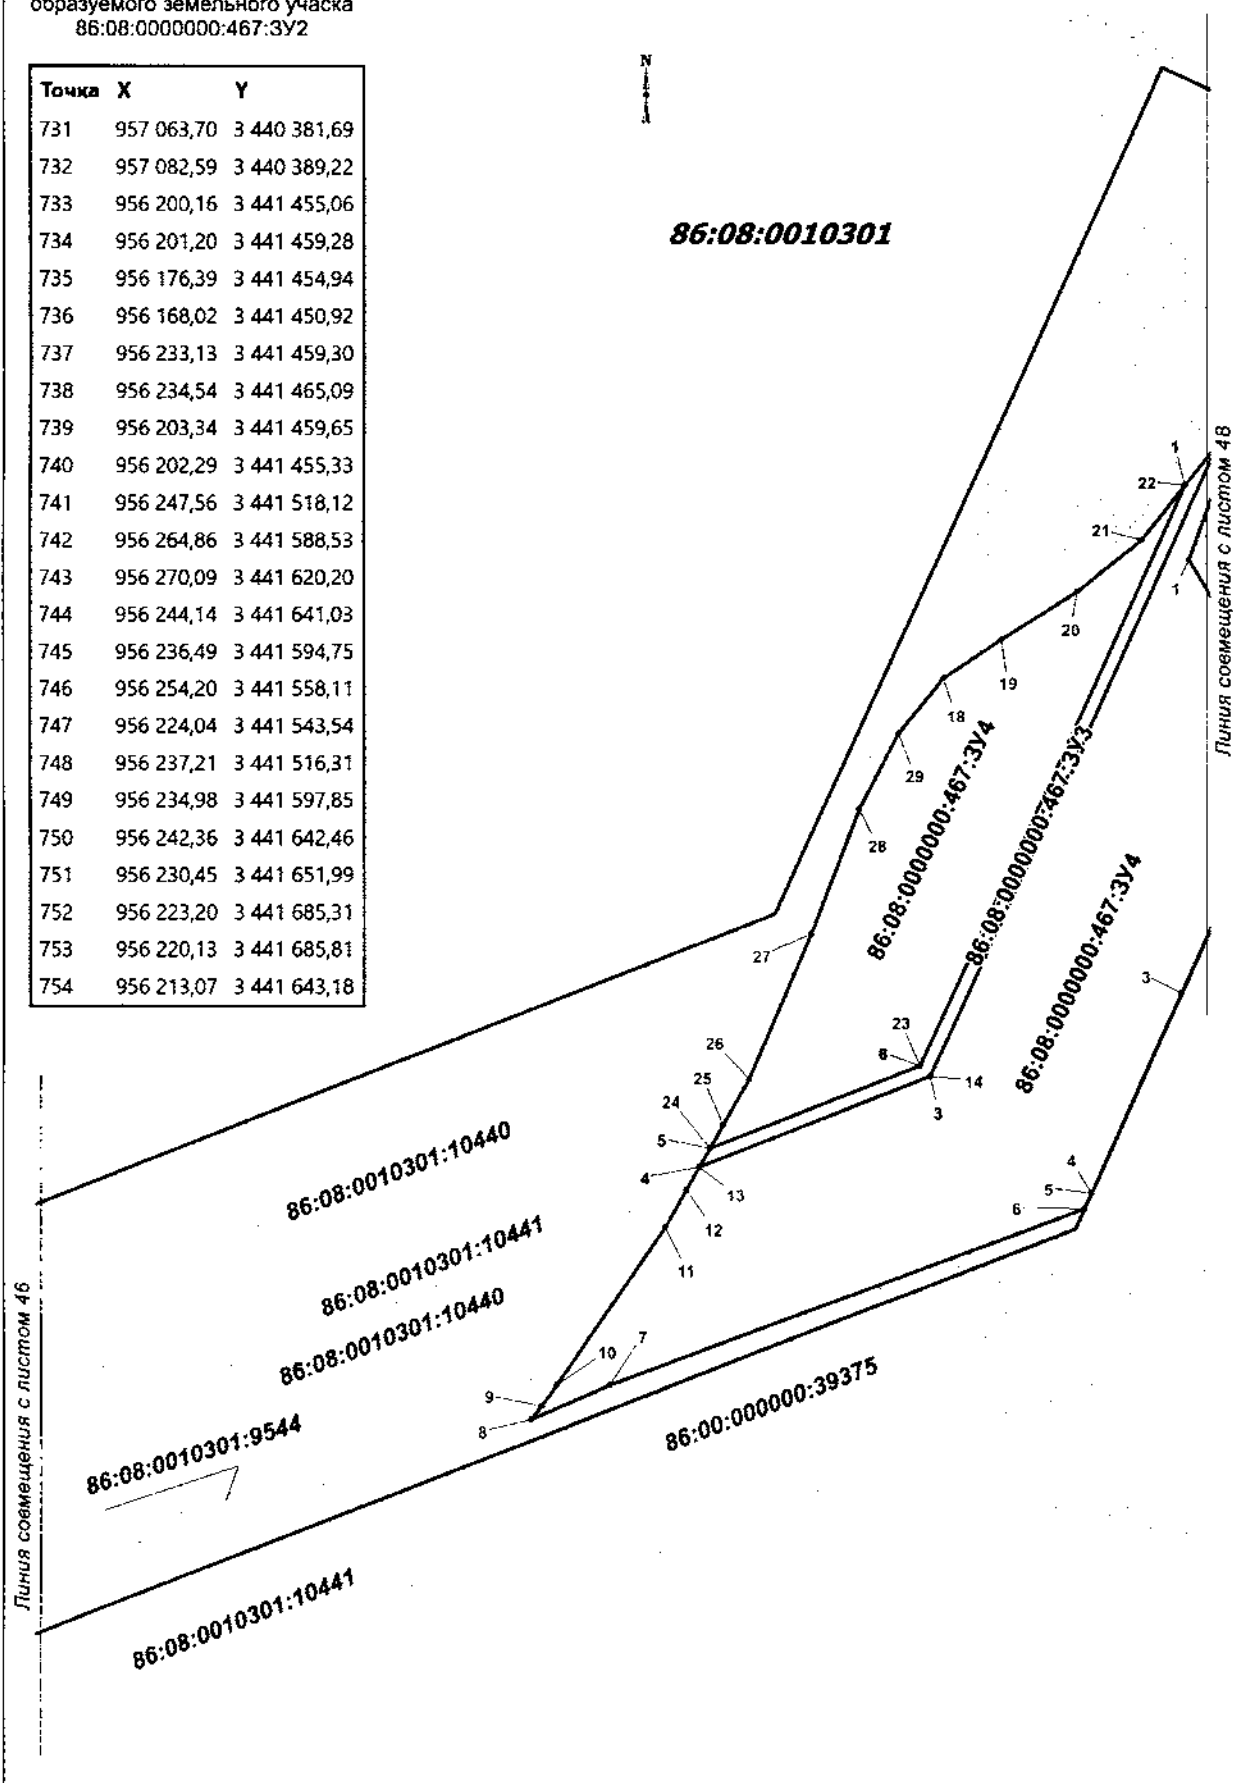 образуемого земельного учаска
86:08:0000000:467:ЗУ2
Точка X Y
731 957 063,70 3 440 381,69
732 957 082,59 3 440 389,22
733 956 200,16 3 441 455,06
734 956 201,20 3 441 459,28
735 956 176,39 3 441 454,94
736 956 168,02 3 441 450,92
737 956 233,13 3 441 459,30
738 956 234,54 3 441 465,09
739 956 203,34 3 441 459,65
740 956 202,29 3 441 455,33
741 956 247,56 3 441 518,12
742 956 264,86 3 441 588,53
743 956 270,09 3 441 620,20
744 956 244,14 3 441 641,03
745 956 236,49 3 441 594,75
746 956 254,20 3 441 558,11
747 956 224,04 3 441 543,54
748 956 237,21 3 441 516,31
749 956 234,98 3 441 597,85
750 956 242,36 3 441 642,46
751 956 230,45 3 441 651,99
752 956 223,20 3 441 685,31
753 956 220,13 3 441 685,81
754 956 213,07 3 441 643,18
N
86:08:0010301
1
22
21
1
20
19
18
29
28
27
26
25
24
5
4
13
12
11
23
6
14
3
3
4
5
6
7
10
9
8
86:08:0000000:467:ЗУ4
86:08:0000000:467:ЗУ3
86:08:0000000:467:ЗУ4
86:08:0010301:10440
86:08:0010301:10441
86:08:0010301:10440
86:00:000000:39375
86:08:0010301:9544
86:08:0010301:10441
Линия совмещения с листом 46
Линия совмещения с листом 48